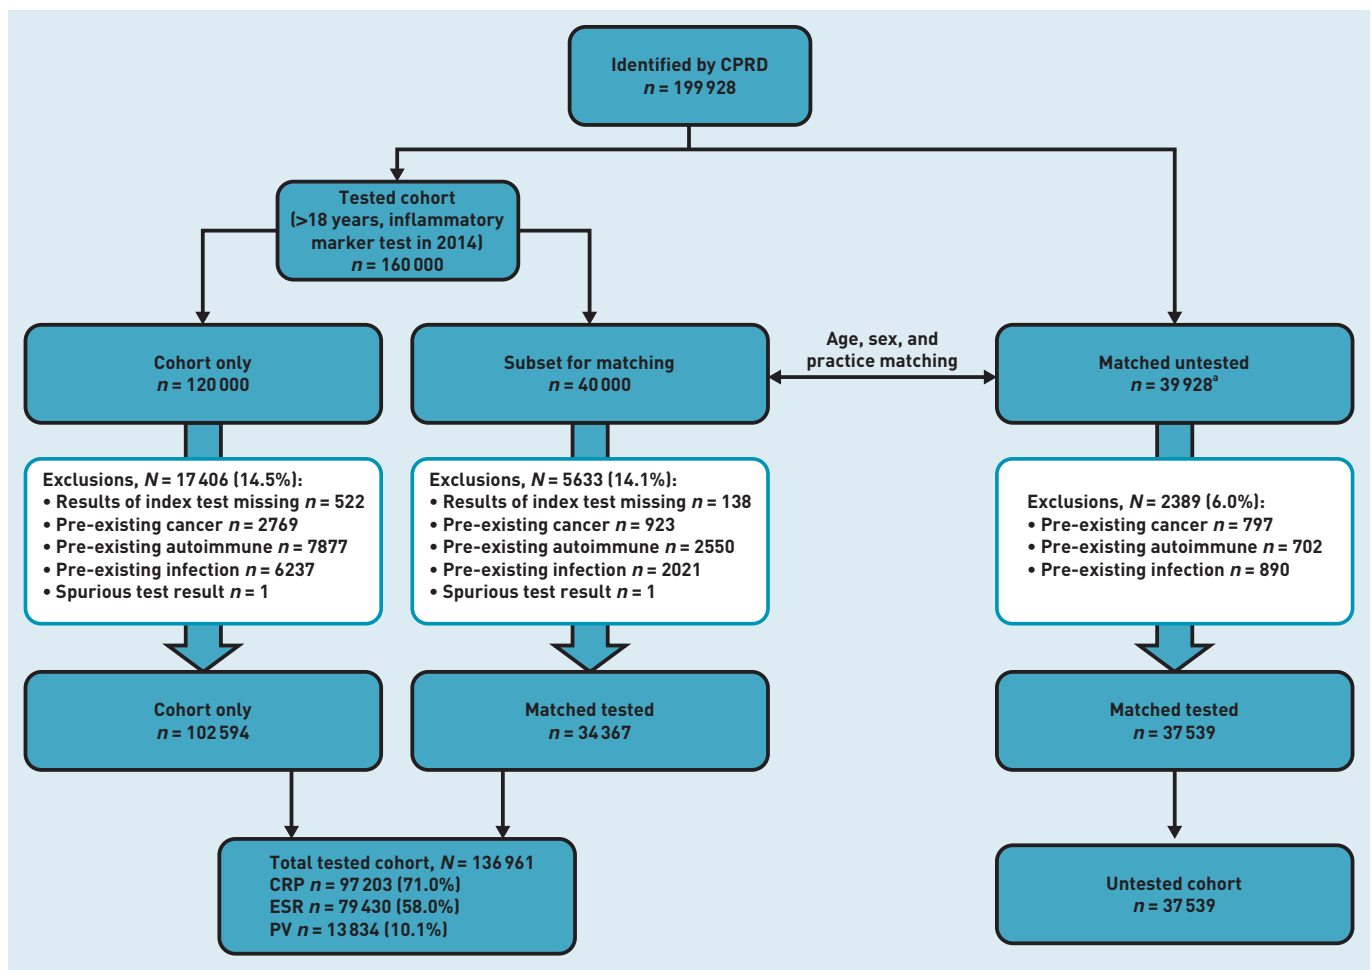 Identified by CPRD
n = 199 928
Tested cohort
(>18 years, inflammatory
marker test in 2014)
n = 160 000
Cohort only
n = 120 000
Subset for matching
n = 40 000
Age, sex, and
practice matching
Matched untested
n = 39 928a
Exclusions, N = 17 406 (14.5%):
• Results of index test missing n = 522
• Pre-existing cancer n = 2769
• Pre-existing autoimmune n = 7877
• Pre-existing infection n = 6237
• Spurious test result n = 1
Exclusions, N = 5633 (14.1%):
• Results of index test missing n = 138
• Pre-existing cancer n = 923
• Pre-existing autoimmune n = 2550
• Pre-existing infection n = 2021
• Spurious test result n = 1
Exclusions, N = 2389 (6.0%):
• Pre-existing cancer n = 797
• Pre-existing autoimmune n = 702
• Pre-existing infection n = 890
Cohort only
n = 102 594
Matched tested
n = 34 367
Matched tested
n = 37 539
Total tested cohort, N = 136 961
CRP n = 97 203 (71.0%)
ESR n = 79 430 (58.0%)
PV n = 13 834 (10.1%)
Untested cohort
n = 37 539